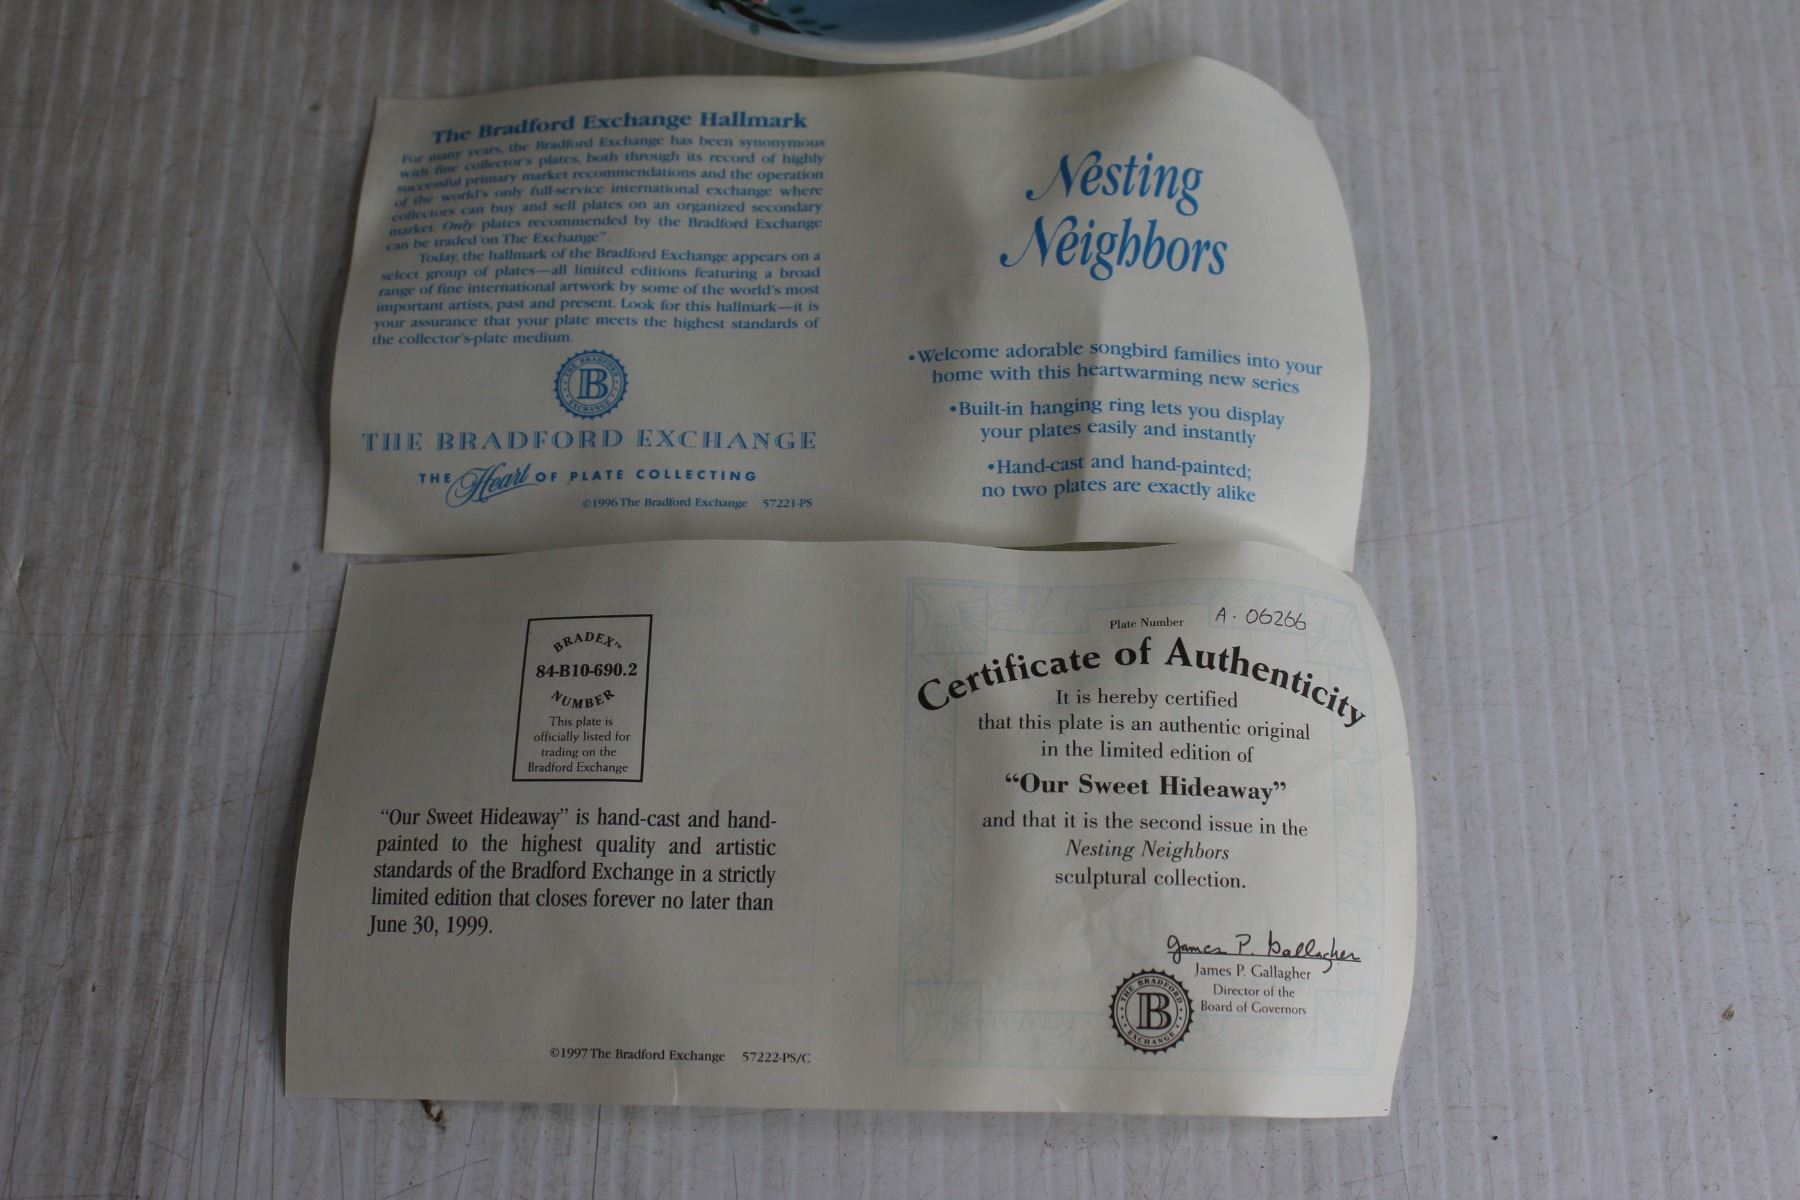 The Bradford Exchange Hallmark
For many years, the Bradford Exchange has been synonymous
with fine collector's plates, both through its record of highly
successful primary market recommendations and the operation
of the world's only full-service international exchange where
collectors can buy and sell plates on an organized secondary
market. Only plates recommended by the Bradford Exchange
can be traded on The Exchange℠.
Today, the hallmark of the Bradford Exchange appears on a
select group of plates—all limited editions featuring a broad
range of fine international artwork by some of the world's most
important artists, past and present. Look for this hallmark—it is
your assurance that your plate meets the highest standards of
the collector's-plate medium.
THE BRADFORD
B
EXCHANGE
THE BRADFORD EXCHANGE
THE Heart OF PLATE COLLECTING
©1996 The Bradford Exchange 57221-PS
Nesting
Neighbors
•Welcome adorable songbird families into your
home with this heartwarming new series
•Built-in hanging ring lets you display
your plates easily and instantly
•Hand-cast and hand-painted;
no two plates are exactly alike
BRADEX™
84-B10-690.2
NUMBER
This plate is
officially listed for
trading on the
Bradford Exchange
"Our Sweet Hideaway" is hand-cast and hand-
painted to the highest quality and artistic
standards of the Bradford Exchange in a strictly
limited edition that closes forever no later than
June 30, 1999.
©1997 The Bradford Exchange 57222-PS/C
Plate Number A. 06266
Certificate of Authenticity
It is hereby certified
that this plate is an authentic original
in the limited edition of
"Our Sweet Hideaway"
and that it is the second issue in the
Nesting Neighbors
sculptural collection.
James P. Gallagher
James P. Gallagher
Director of the
Board of Governors
THE BRADFORD
B
EXCHANGE